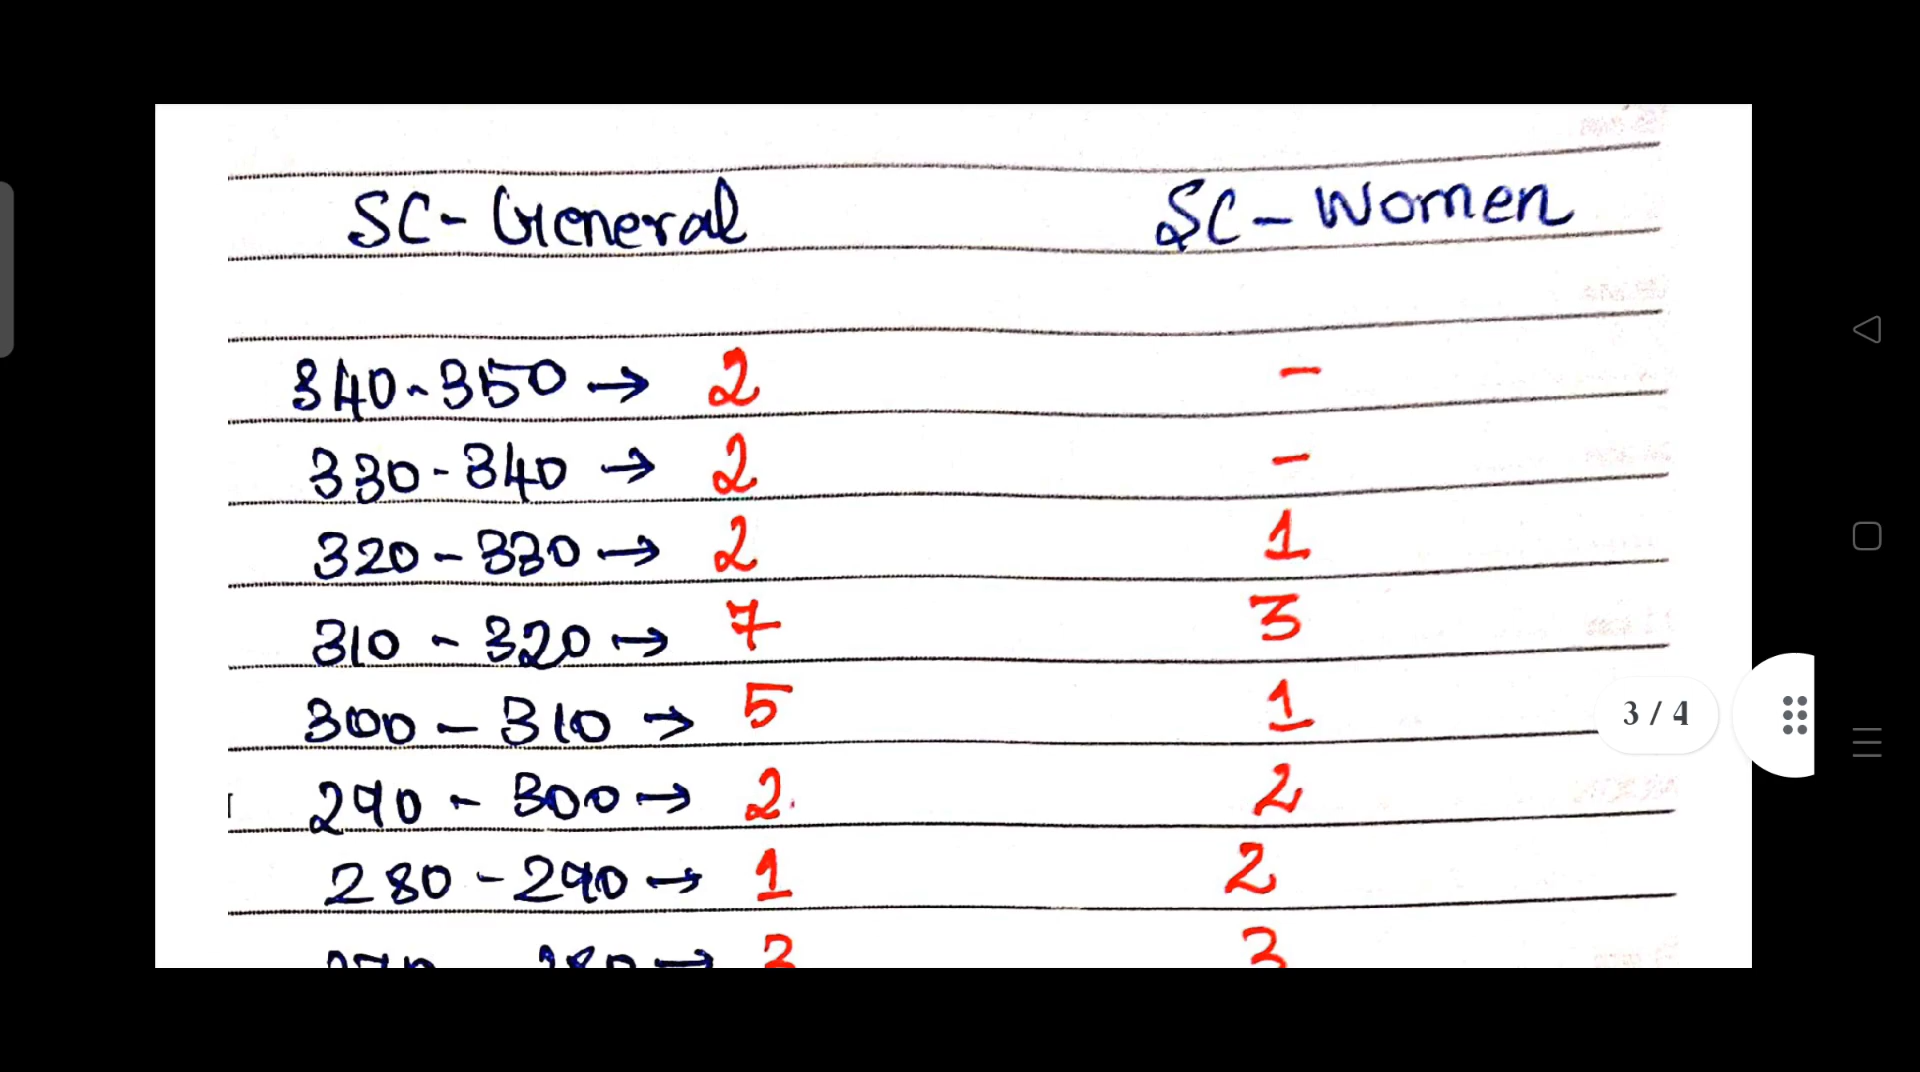 SC- General SC - Women
340-350 → 2 -
330-340 → 2 -
320-330 → 2 1
310 - 320 → 7 3
300 - 310 → 5 1
290 - 300 → 2. 2
280-290 → 1 2
3 / 4